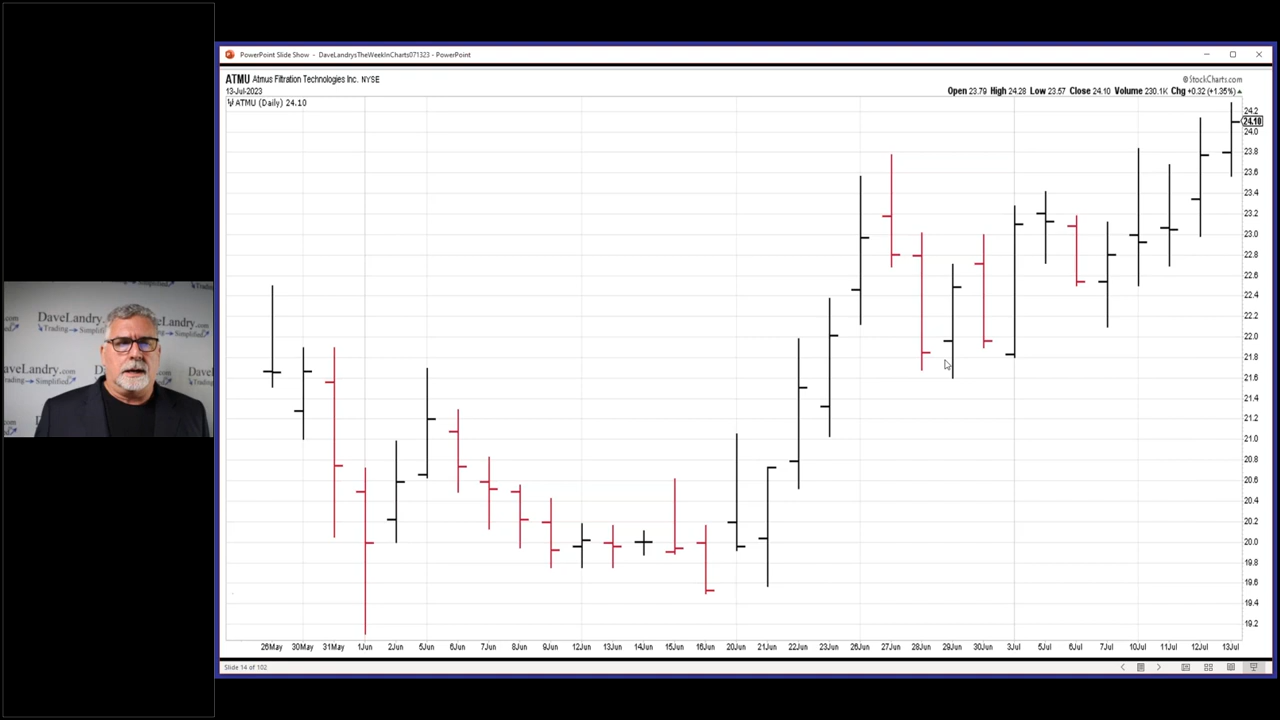 PowerPoint Slide Show - DaveLandrysTheWeekInCharts071323 - PowerPoint
ATMU Atmus Filtration Technologies Inc. NYSE
© StockCharts.com
13-Jul-2023
Open 23.79 High 24.28 Low 23.57 Close 24.10 Volume 230.1K Chg +0.32 (+1.35%)
ATMU (Daily) 24.10
24.2
24.10
24.0
23.8
23.6
23.4
23.2
23.0
22.8
22.6
22.4
22.2
22.0
21.8
21.6
21.4
21.2
21.0
20.8
20.6
20.4
20.2
20.0
19.8
19.6
19.4
19.2
26May 30May 31May 1Jun 2Jun 5Jun 6Jun 7Jun 8Jun 9Jun 12Jun 13Jun 14Jun 15Jun 16Jun 20Jun 21Jun 22Jun 23Jun 26Jun 27Jun 28Jun 29Jun 30Jun 3Jul 5Jul 6Jul 7Jul 10Jul 11Jul 12Jul 13Jul
Slide 14 of 102
DaveLandry.com
Trading Simplified